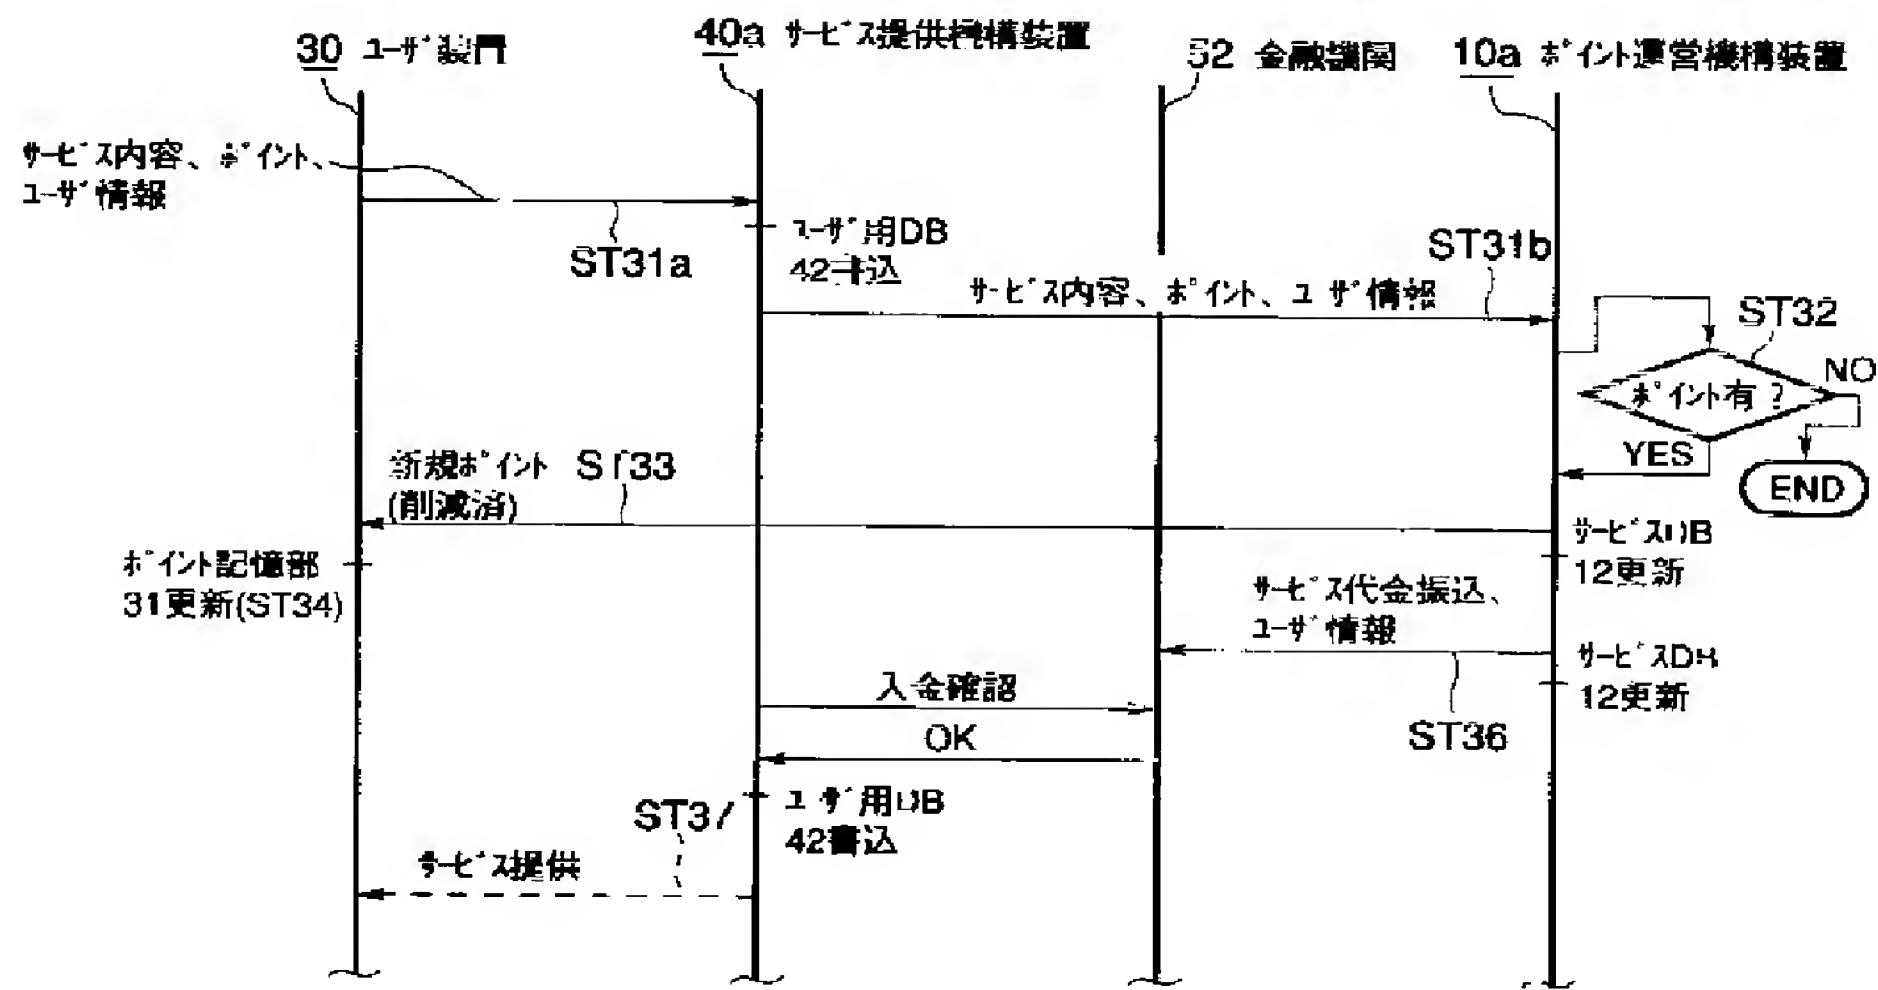 30 ユーザ装置
40a サービス提供機構装置
52 金融機関
10a ポイント運営機構装置
サービス内容、ポイント、
ユーザ情報
ST31a
ユーザ用DB
42書込
ST31b
サービス内容、ポイント、ユーザ情報
ST32
ポイント有?
NO
YES
END
新規ポイント ST33
(削減済)
サービスDB
12更新
ポイント記憶部
31更新(ST34)
サービス代金振込、
ユーザ情報
サービスDB
12更新
入金確認
ST36
OK
ST37
ユーザ用DB
42書込
サービス提供